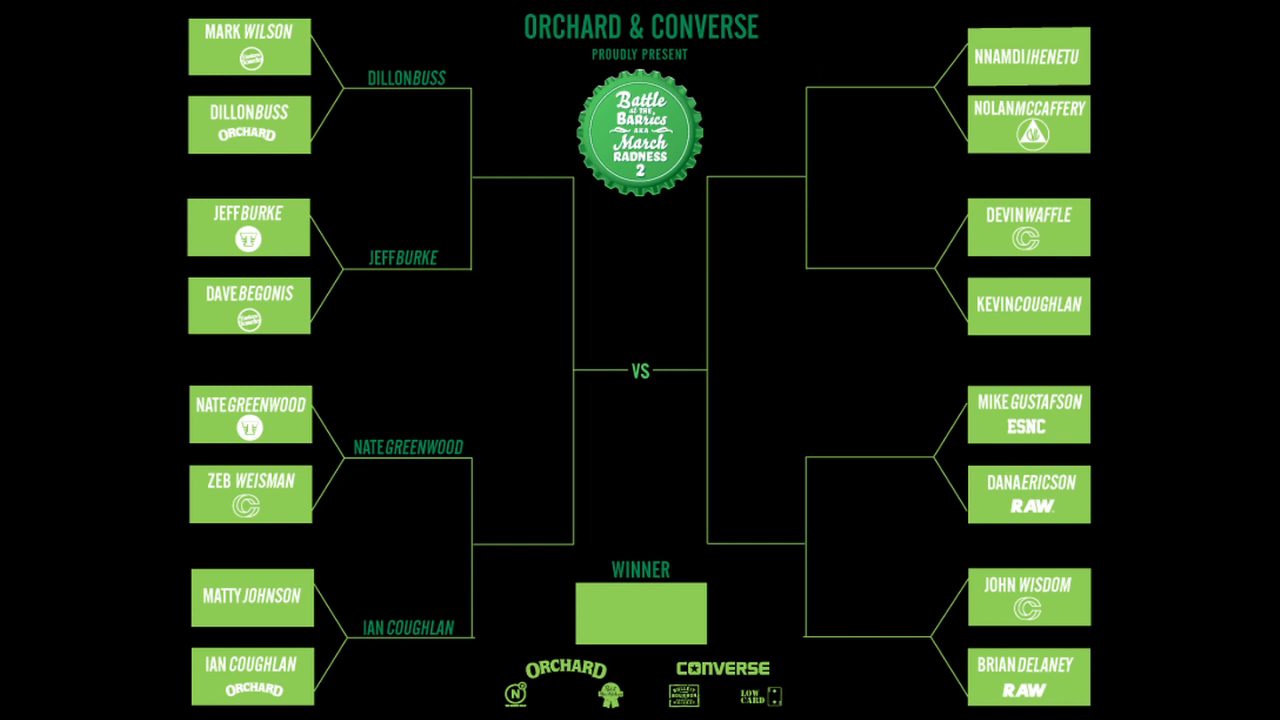 ORCHARD & CONVERSE
PROUDLY PRESENT
Battle
at THE
BARrics
AKA
March
RADNESS
2
MARK WILSON
DILLON BUSS
ORCHARD
DILLON BUSS
JEFF BURKE
DAVE BEGONIS
JEFF BURKE
NATE GREENWOOD
ZEB WEISMAN
NATE GREENWOOD
MATTY JOHNSON
IAN COUGHLAN
ORCHARD
IAN COUGHLAN
VS
NNAMDI IHENETU
NOLAN MCCAFFERY
DEVIN WAFFLE
KEVIN COUGHLAN
MIKE GUSTAFSON
ESNC
DANA ERICSON
RAW
JOHN WISDOM
BRIAN DELANEY
RAW
WINNER
ORCHARD
CONVERSE
N
LOW
CARD